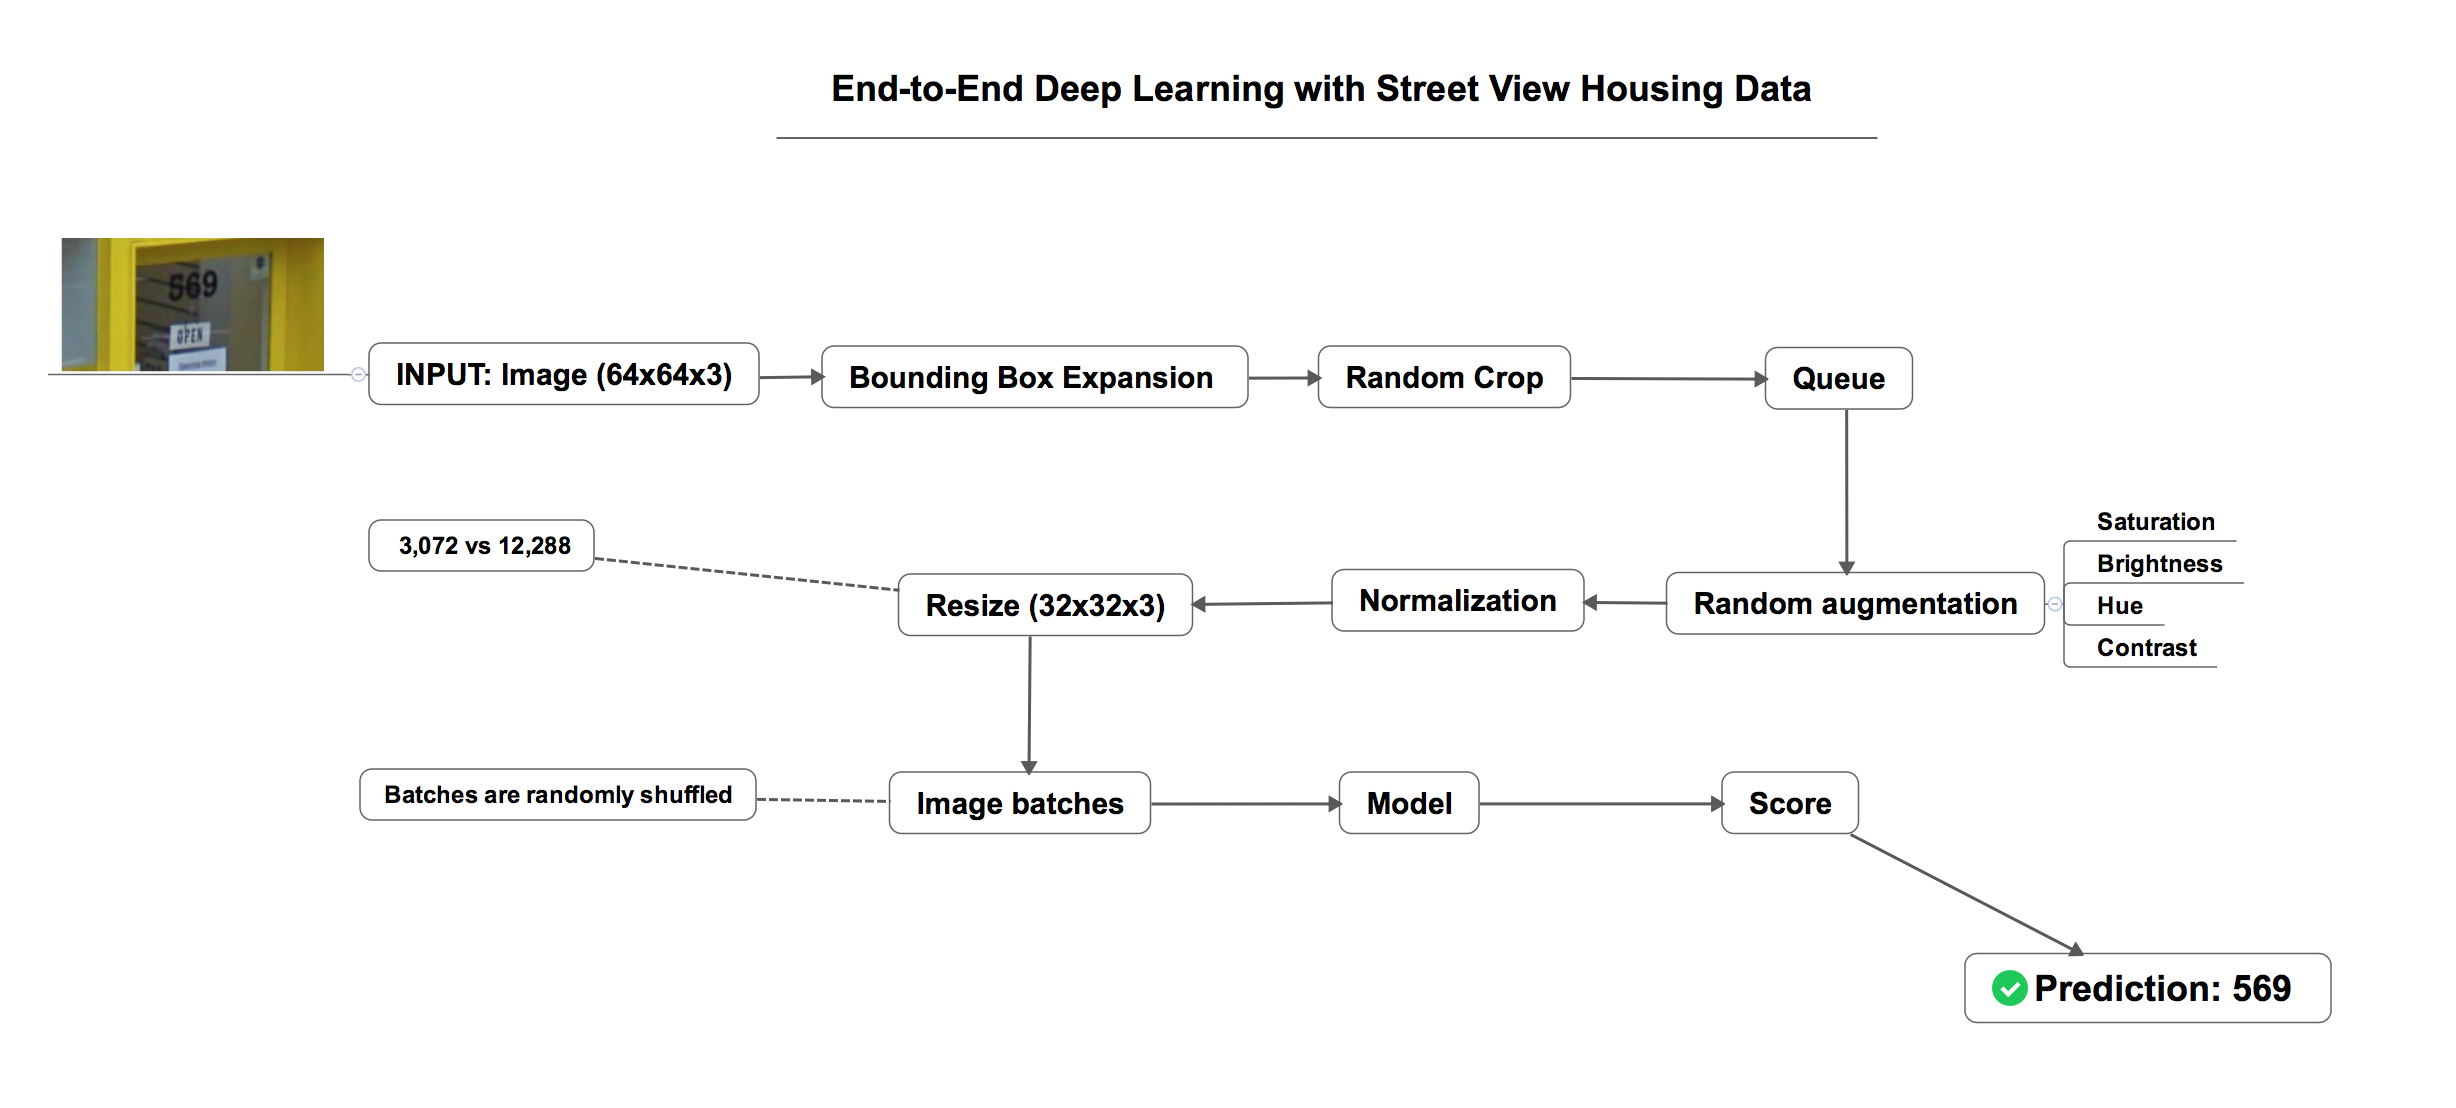 End-to-End Deep Learning with Street View Housing Data
569
OPEN
INPUT: Image (64x64x3)
Bounding Box Expansion
Random Crop
Queue
3,072 vs 12,288
Resize (32x32x3)
Normalization
Random augmentation
Saturation
Brightness
Hue
Contrast
Batches are randomly shuffled
Image batches
Model
Score
Prediction: 569